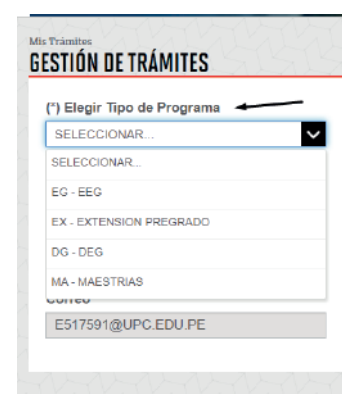 Mis Trámites
GESTIÓN DE TRÁMITES
(*) Elegir Tipo de Programa
SELECCIONAR...
SELECCIONAR...
EG - EEG
EX - EXTENSION PREGRADO
DG - DEG
MA - MAESTRIAS
Correo
E517591@UPC.EDU.PE